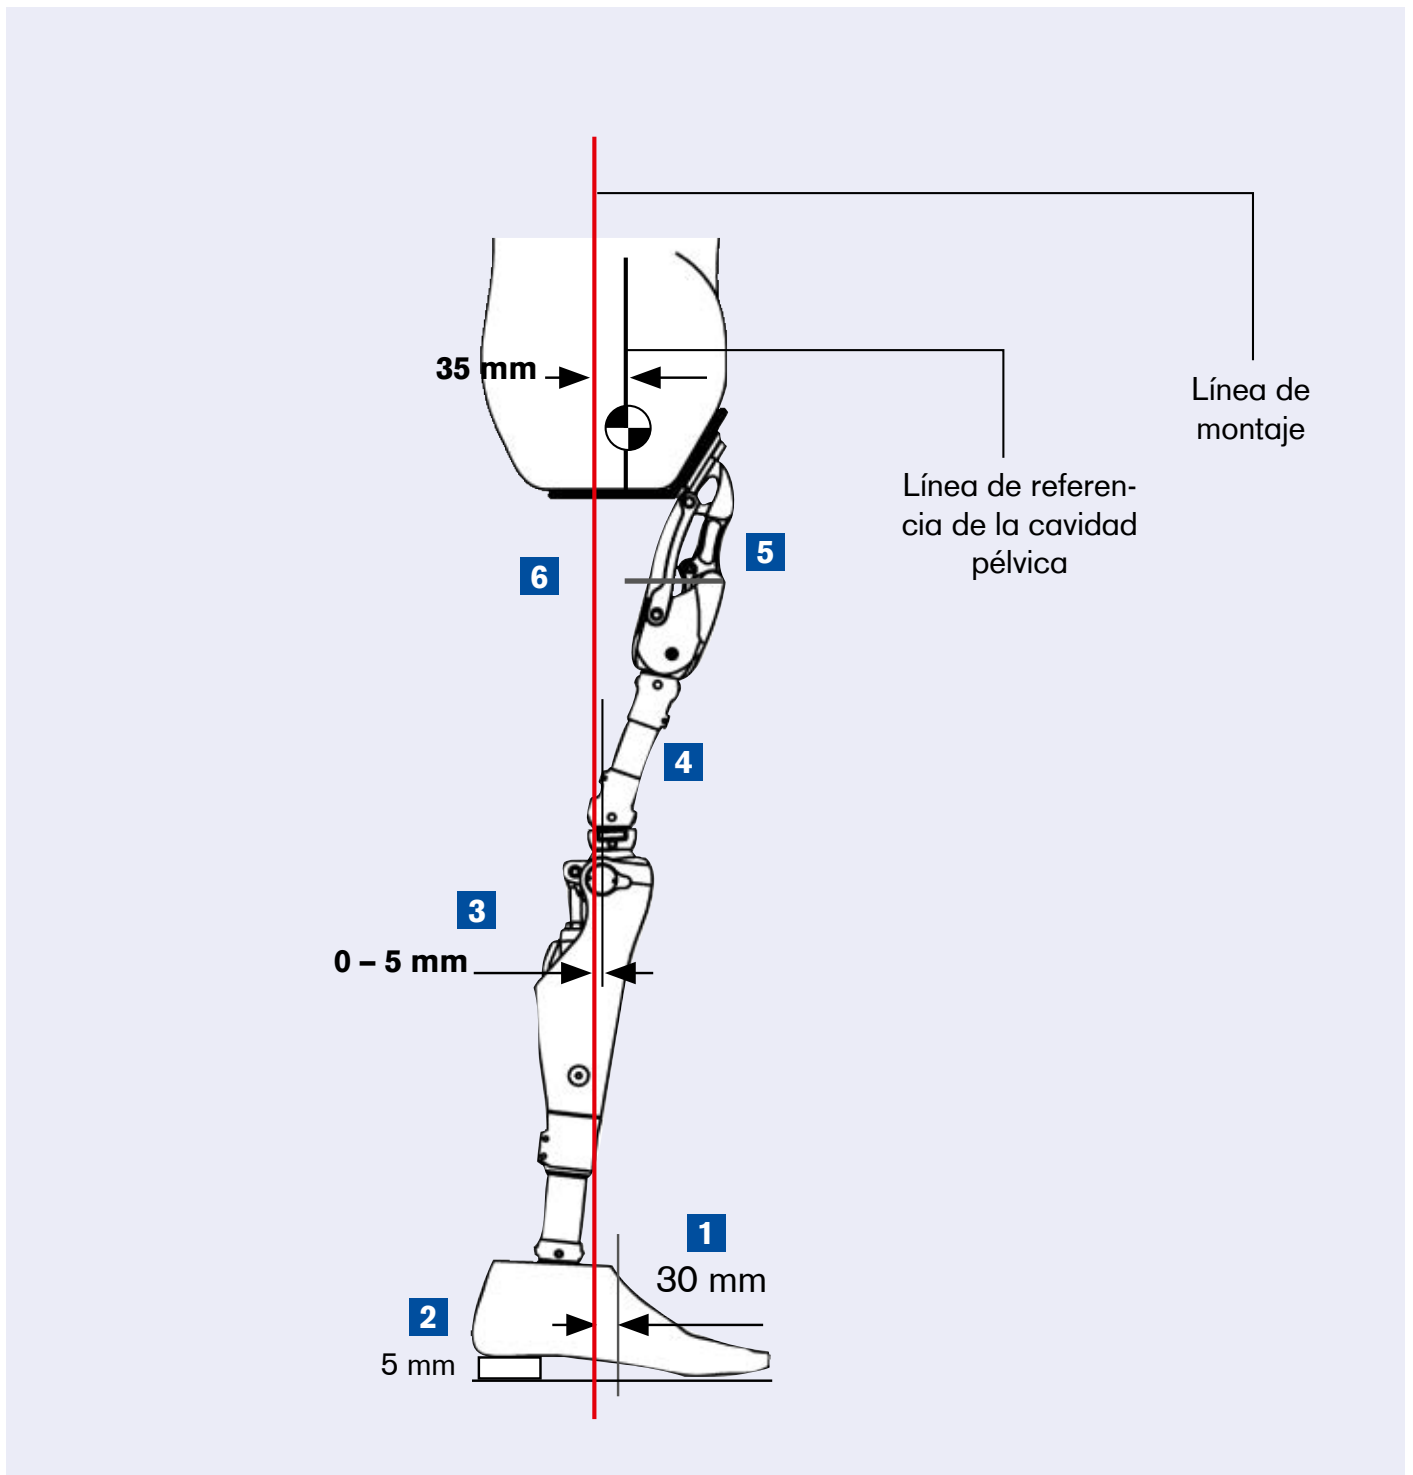 35 mm
Línea de
montaje
Línea de referen-
cia de la cavidad
pélvica
5
6
4
3
0 – 5 mm
1
30 mm
2
5 mm